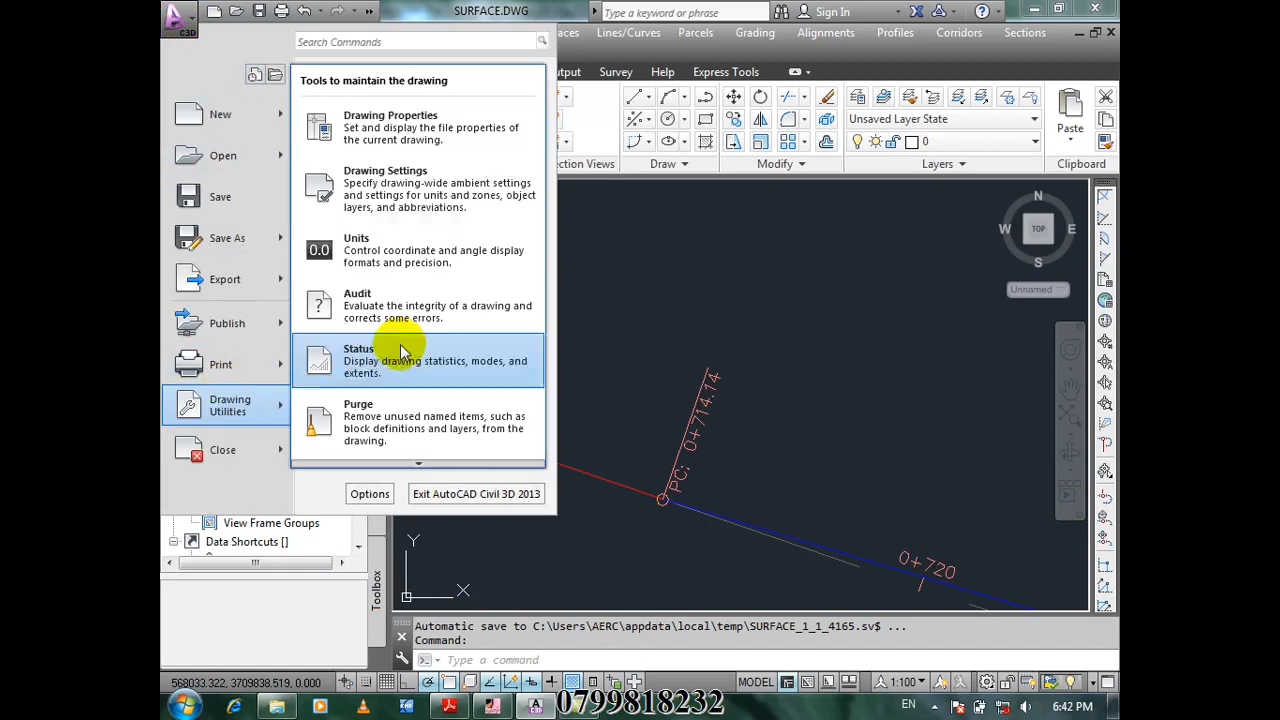 SURFACE.DWG
Type a keyword or phrase
Sign In
C3D
Search Commands
Lines/Curves
Parcels
Grading
Alignments
Profiles
Corridors
Sections
Survey
Help
Express Tools
Tools to maintain the drawing
New
Open
Save
Save As
Export
Publish
Print
Drawing
Utilities
Close
Drawing Properties
Set and display the file properties of
the current drawing.
Drawing Settings
Specify drawing-wide ambient settings
and settings for units and zones, object
layers, and abbreviations.
0.0
Units
Control coordinate and angle display
formats and precision.
Audit
Evaluate the integrity of a drawing and
corrects some errors.
Status
Display drawing statistics, modes, and
extents.
Purge
Remove unused named items, such as
block definitions and layers, from the
drawing.
Options
Exit AutoCAD Civil 3D 2013
Unsaved Layer State
0
Paste
Draw
Modify
Layers
Clipboard
N
W
TOP
E
S
Unnamed
PC: 0+714.14
0+720
Y
X
View Frame Groups
Data Shortcuts []
Toolbox
Automatic save to C:\Users\AERC\appdata\local\temp\SURFACE_1_1_4165.sv$ ...
Command:
Type a command
568033.322, 3709838.519, 0.000
MODEL
1:100
0799818232
EN
6:42 PM